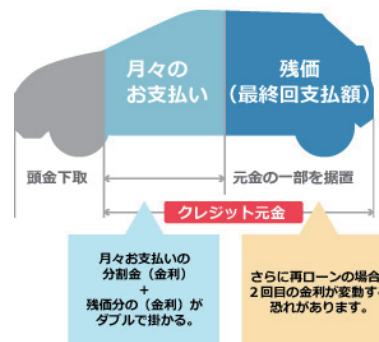 月々の
お支払い
残価
(最終回支払額)
頭金下取
元金の一部を据置
クレジット元金
月々お支払いの
分割金(金利)
+
残価分の(金利)が
ダブルで掛かる。
さらに再ローンの場合
2回目の金利が変動す
恐れがあります。